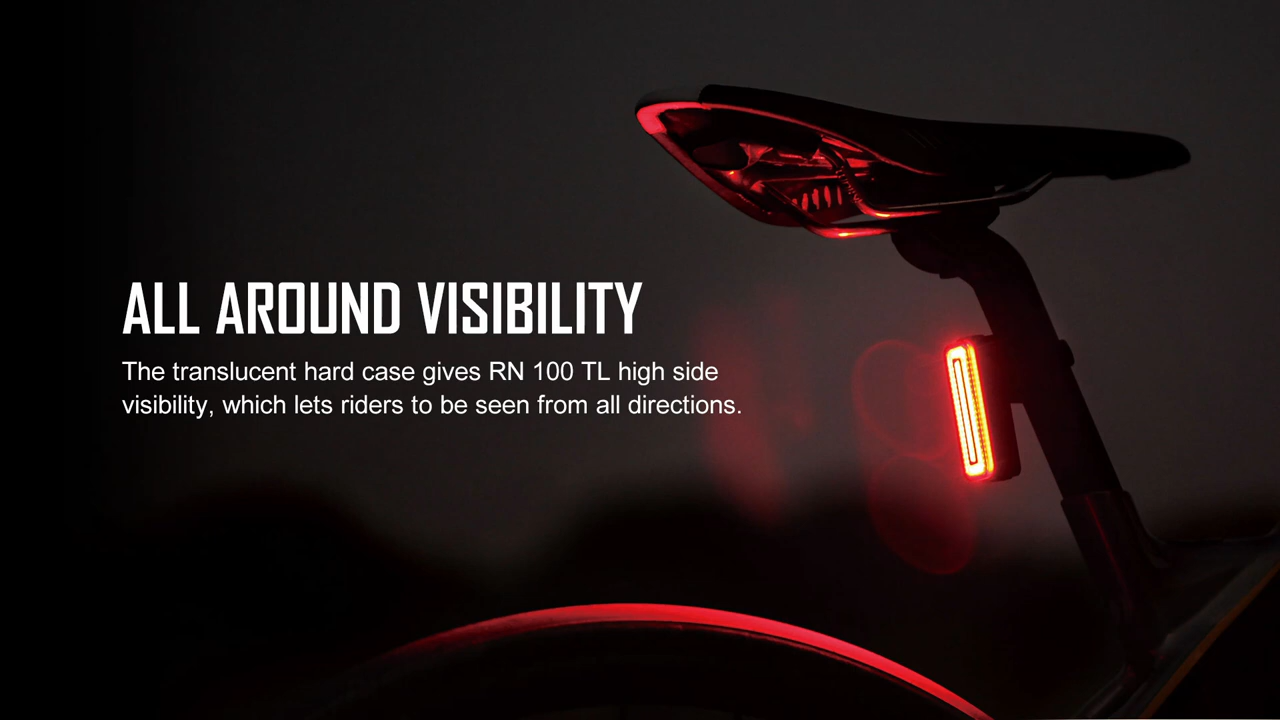 ALL AROUND VISIBILITY
The translucent hard case gives RN 100 TL high side
visibility, which lets riders to be seen from all directions.